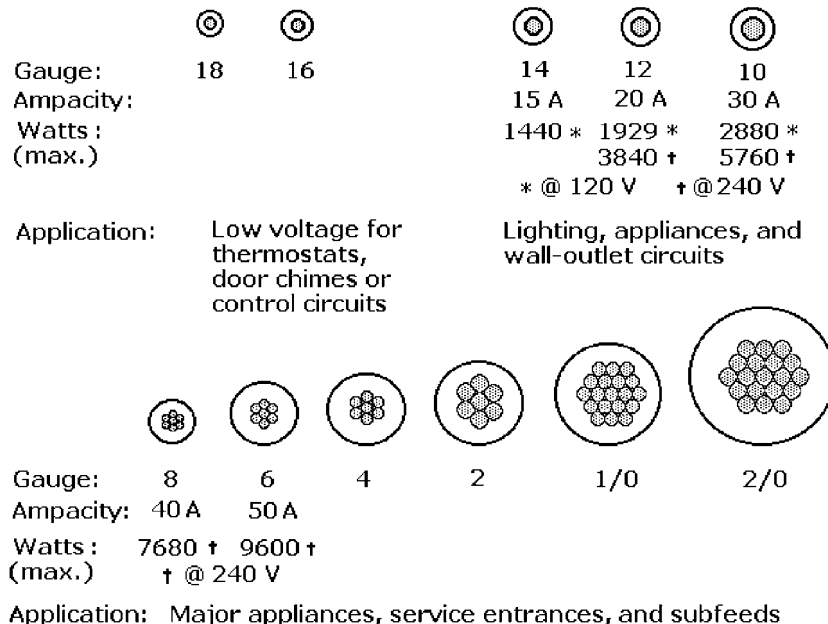 Gauge: 18 16 14 12 10
Ampacity: 15 A 20 A 30 A
Watts : 1440 * 1929 * 2880 *
(max.) 3840 † 5760 †
* @ 120 V † @ 240 V
Application: Low voltage for Lighting, appliances, and
thermostats, wall-outlet circuits
door chimes or
control circuits
Gauge: 8 6 4 2 1/0 2/0
Ampacity: 40 A 50 A
Watts : 7680 † 9600 †
(max.) † @ 240 V
Application: Major appliances, service entrances, and subfeeds